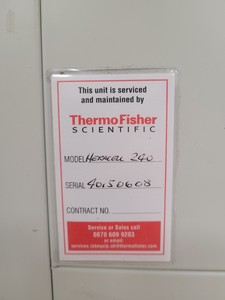 This unit is serviced
and maintained by
ThermoFisher
SCIENTIFIC
MODEL Heracell 240
SERIAL 40150608
CONTRACT NO.
Service or Sales call
0870 609 9203
or email: